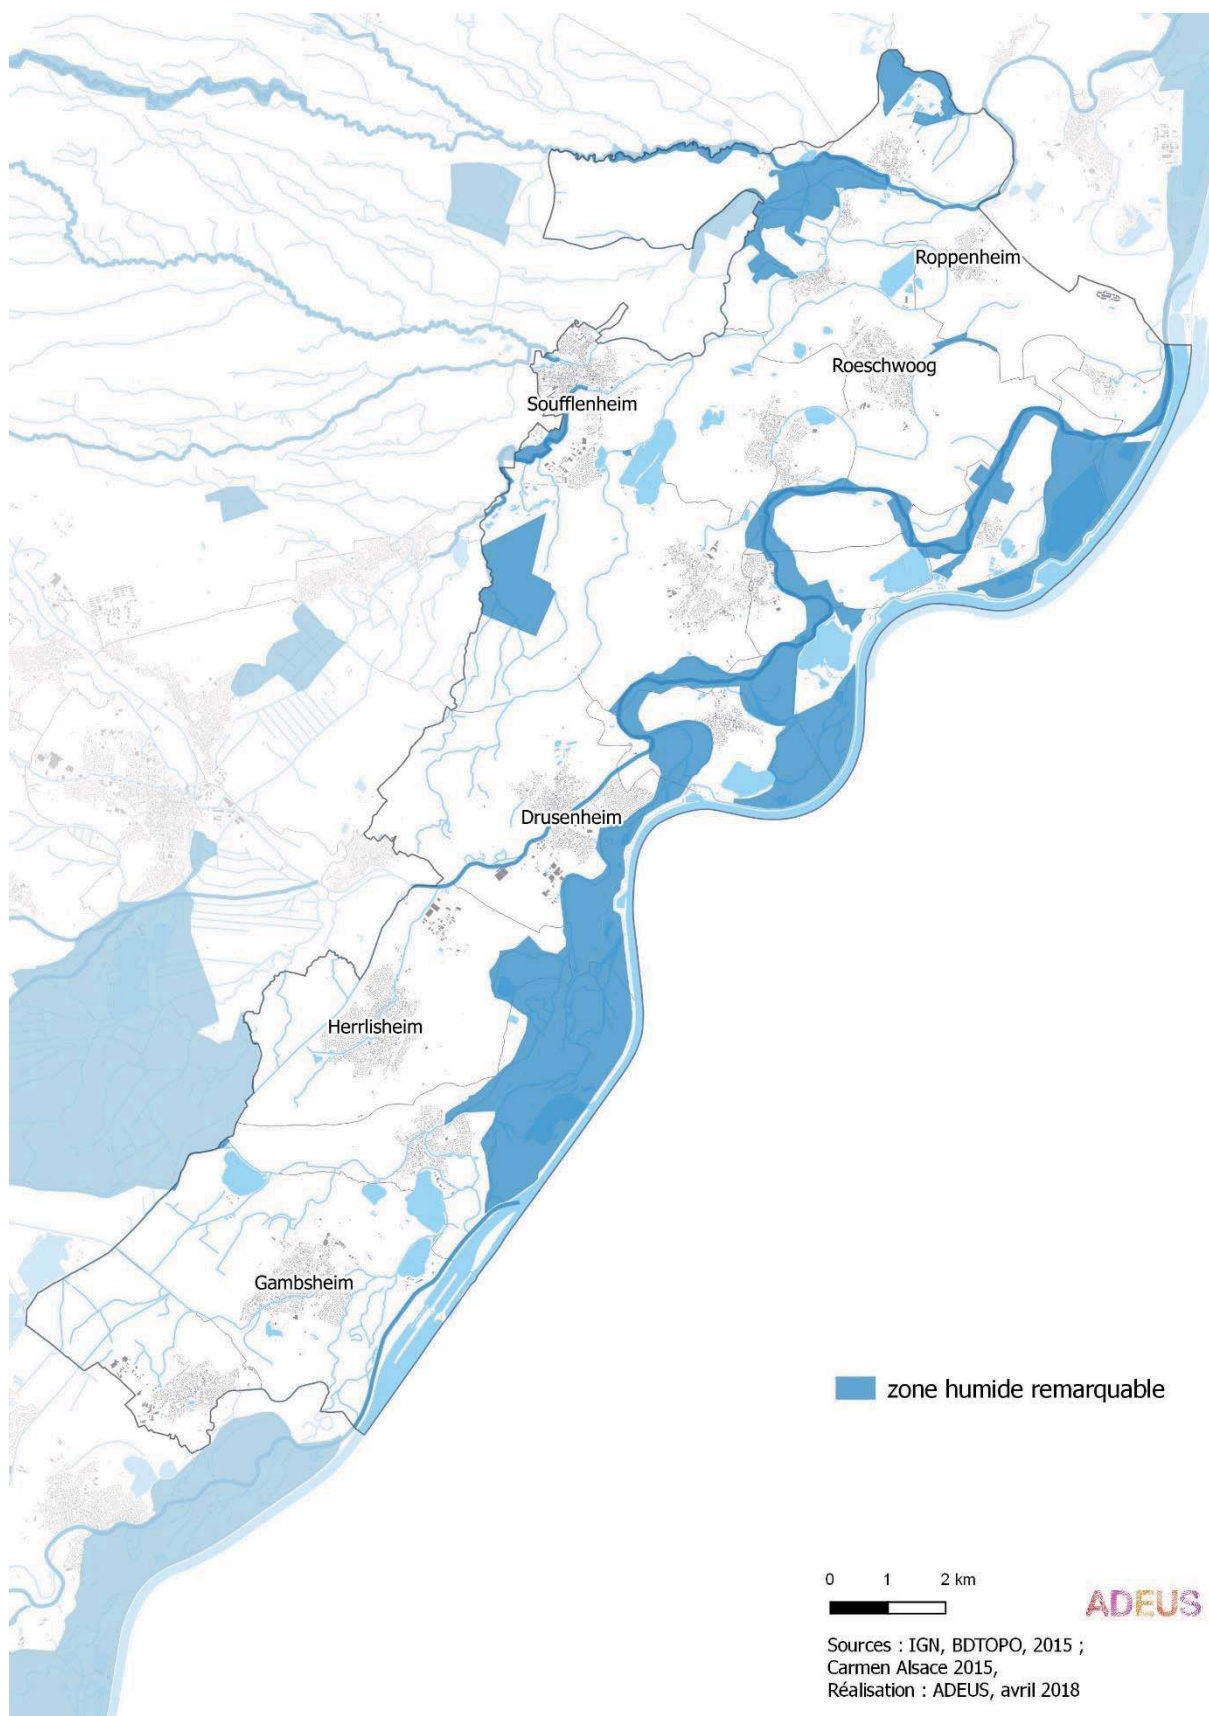 Roppenheim
Roeschwoog
Soufflenheim
Drusenheim
Herrlisheim
Gambsheim
zone humide remarquable
0 1 2 km
ADEUS
Sources : IGN, BDTOPO, 2015 ;
Carmen Alsace 2015,
Réalisation : ADEUS, avril 2018